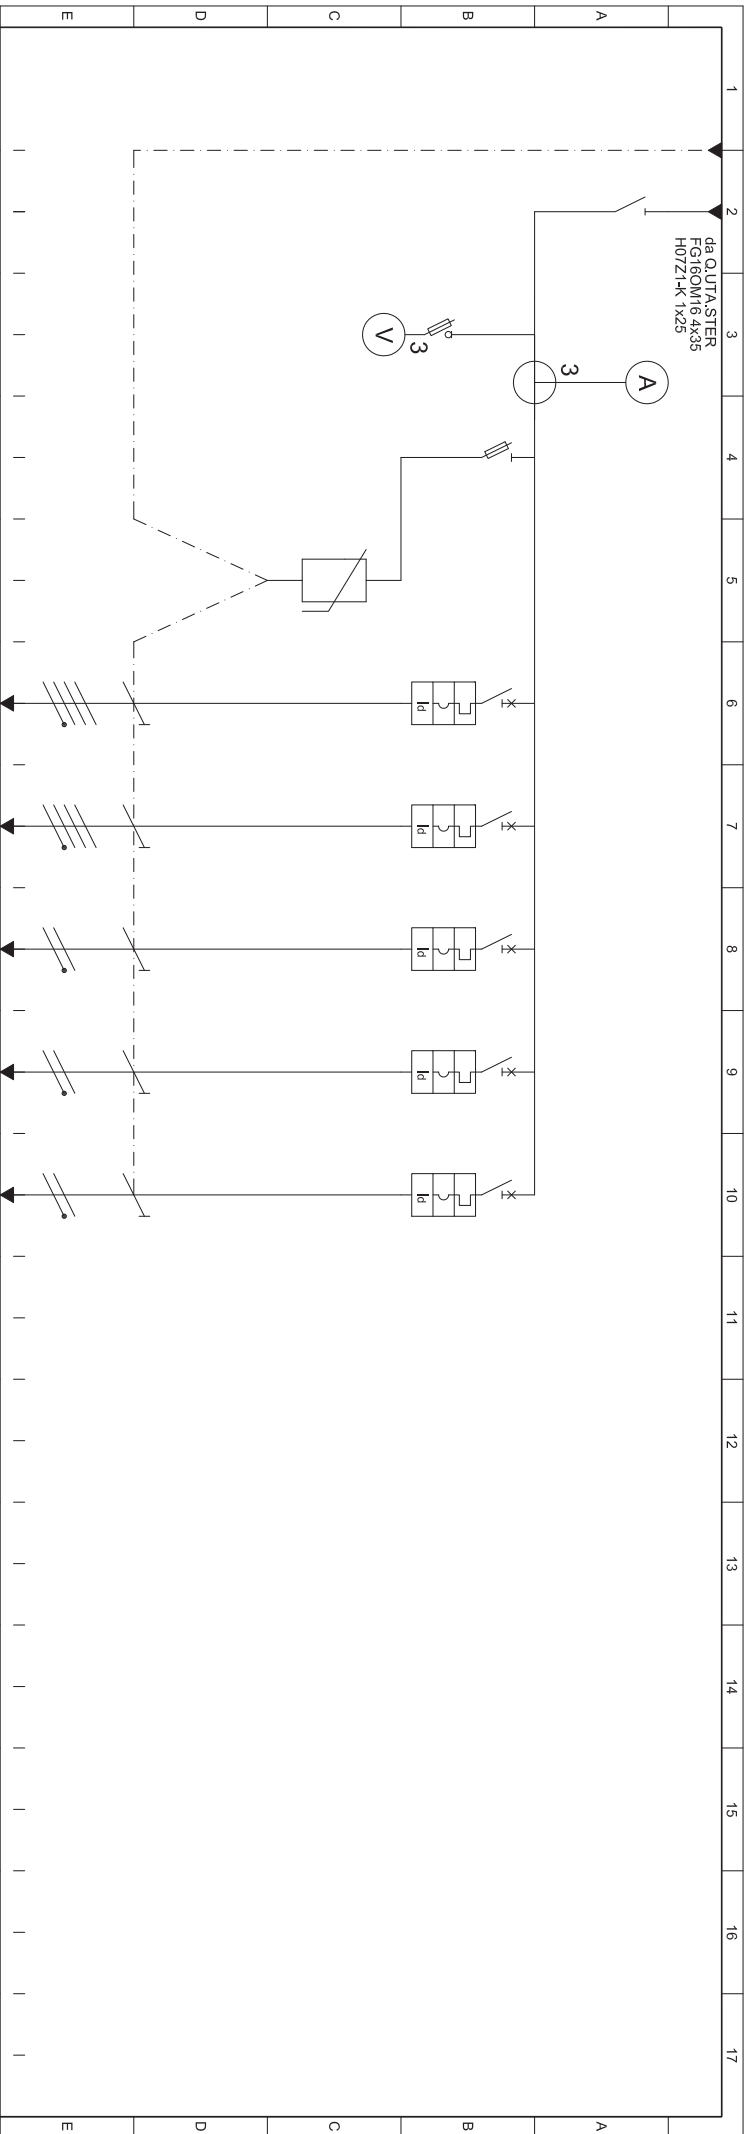 1
2
3
4
5
6
7
8
9
10
11
12
13
14
15
16
17
A
A
B
B
C
C
D
D
E
E
da Q.UTA.STER
FG16OM16 4x35
H07Z1-K 1x25
A
3
V
3
Id
Id
Id
Id
Id